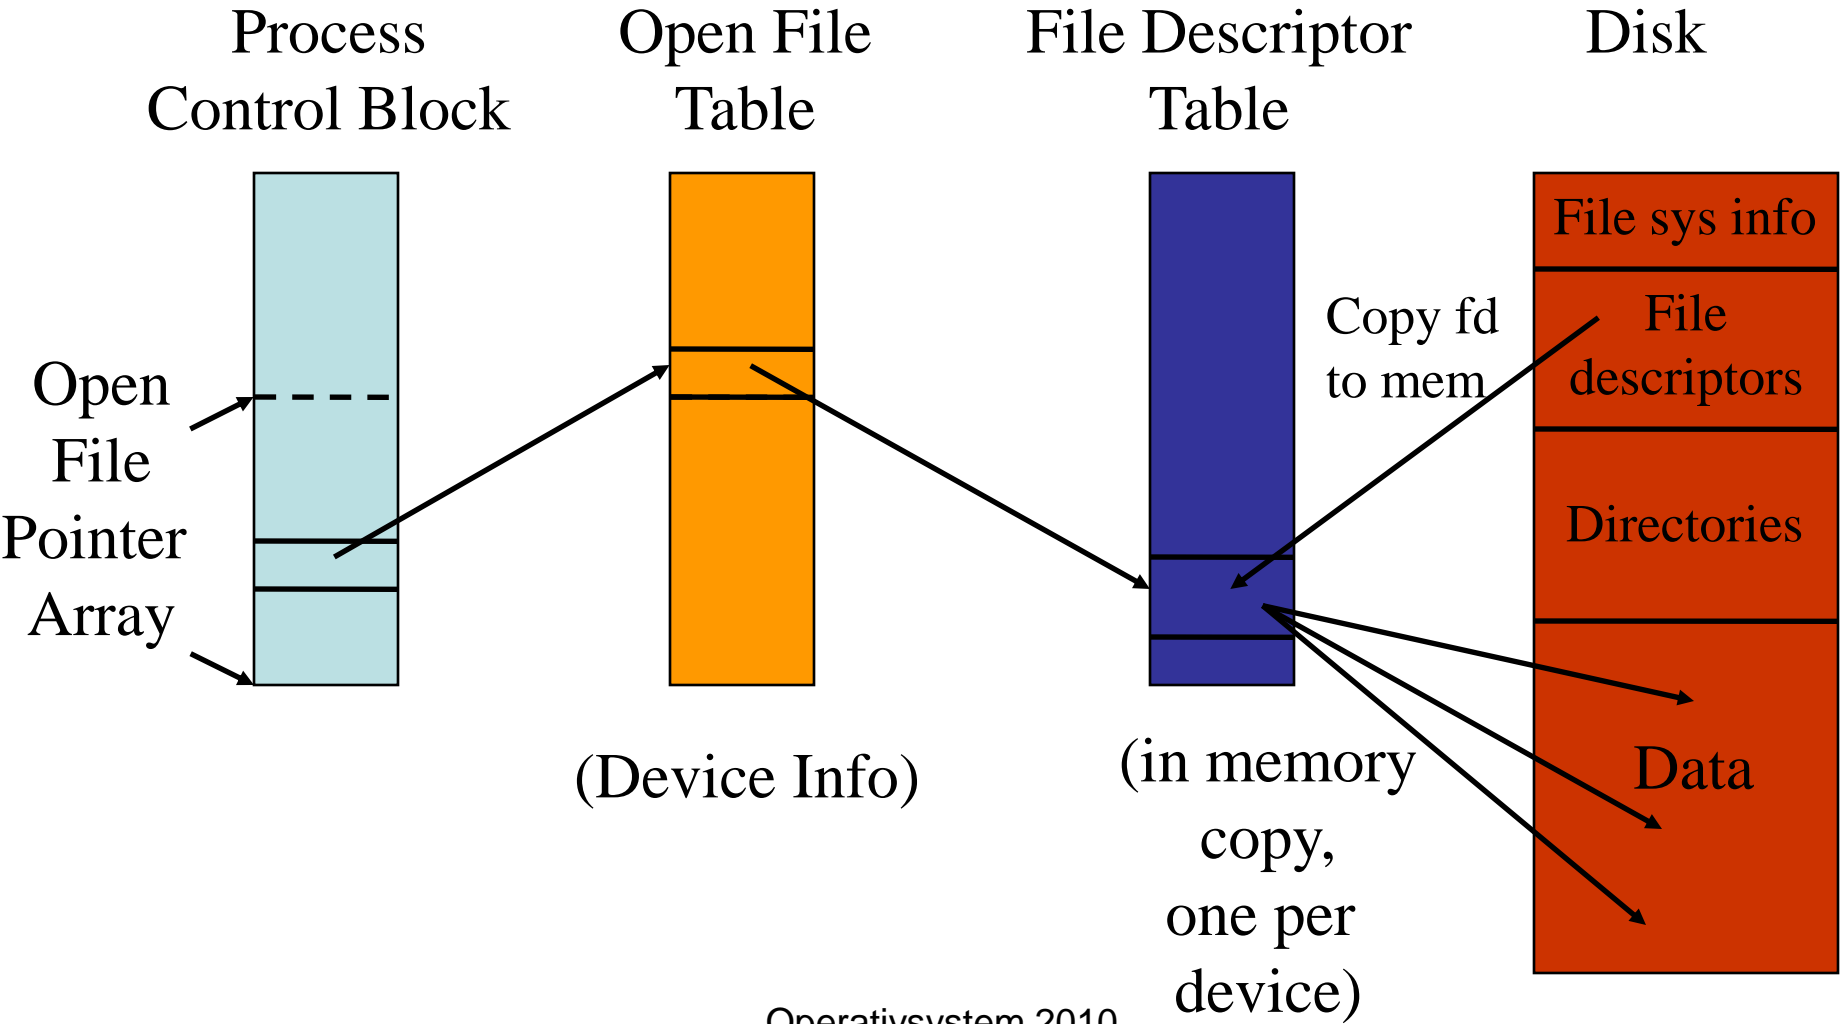 Process
Control Block
Open File
Table
File Descriptor
Table
Disk
Open
File
Pointer
Array
Copy fd
to mem
File sys info
File
descriptors
Directories
Data
(Device Info)
(in memory
copy,
one per
device)
Operativsystem 2010